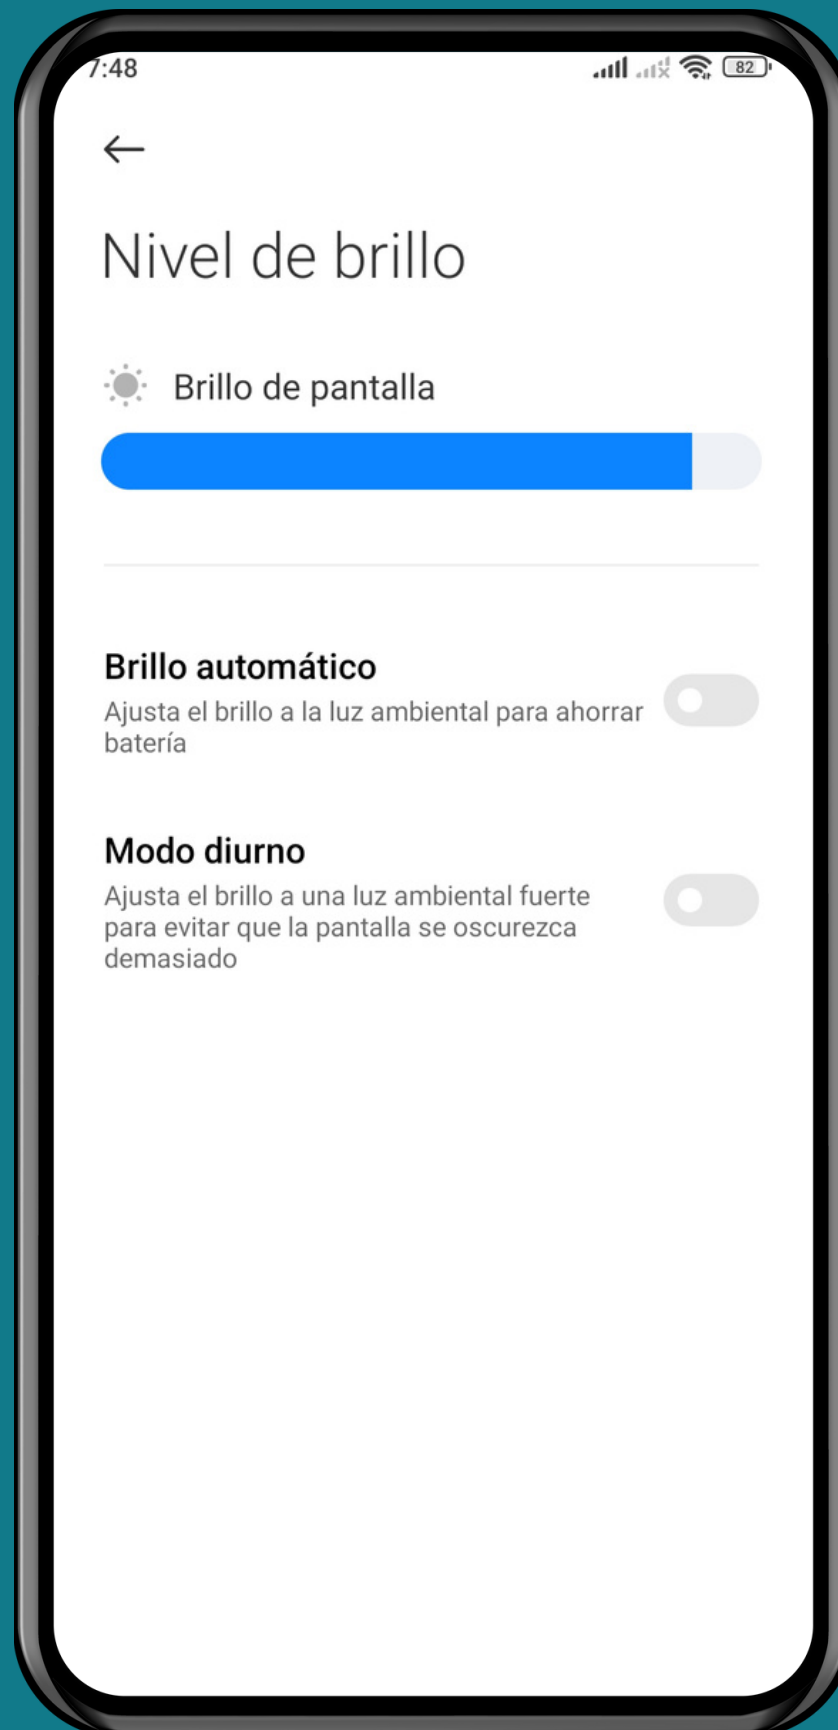 7:48
82
Nivel de brillo
Brillo de pantalla
Brillo automático
Ajusta el brillo a la luz ambiental para ahorrar
batería
Modo diurno
Ajusta el brillo a una luz ambiental fuerte
para evitar que la pantalla se oscurezca
demasiado